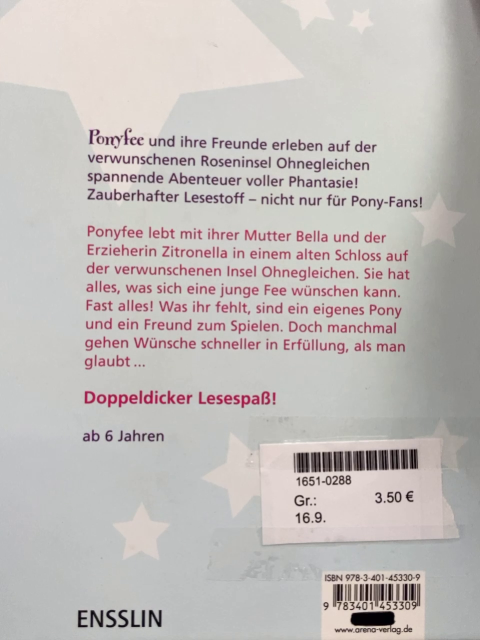 Ponyfee und ihre Freunde erleben auf der
verwunschenen Roseninsel Ohnegleichen
spannende Abenteuer voller Phantasie!
Zauberhafter Lesestoff – nicht nur für Pony-Fans!
Ponyfee lebt mit ihrer Mutter Bella und der
Erzieherin Zitronella in einem alten Schloss auf
der verwunschenen Insel Ohnegleichen. Sie hat
alles, was sich eine junge Fee wünschen kann.
Fast alles! Was ihr fehlt, sind ein eigenes Pony
und ein Freund zum Spielen. Doch manchmal
gehen Wünsche schneller in Erfüllung, als man
glaubt ...
Doppeldicker Lesespaß!
ab 6 Jahren
1651-0288
Gr.: 3.50 €
16.9.
ISBN 978-3-401-45330-9
9 783401 453309
www.arena-verlag.de
ENSSLIN